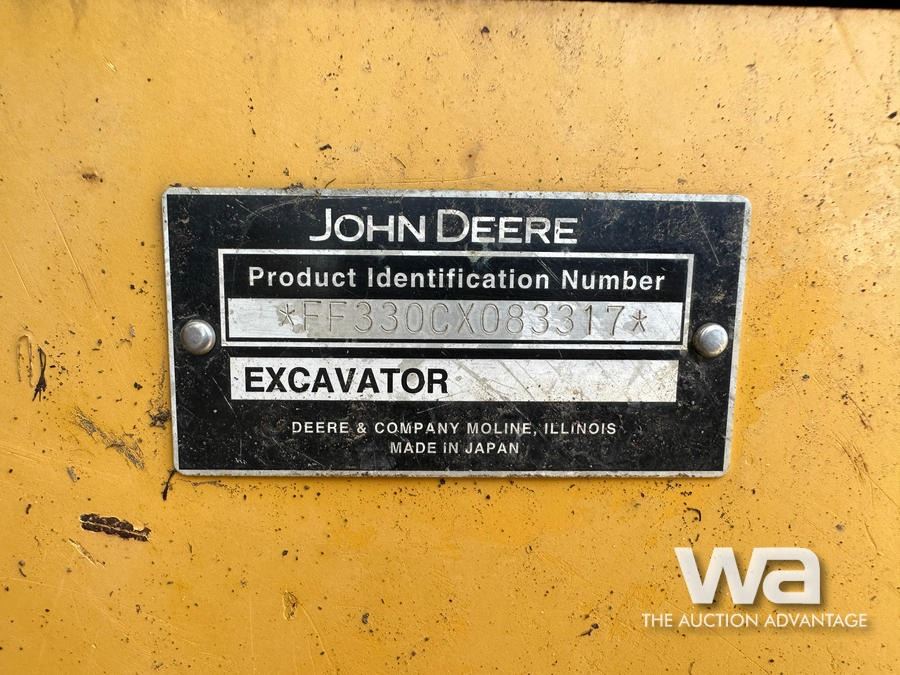 JOHN DEERE
Product Identification Number
*FF330CX083317*
EXCAVATOR
DEERE & COMPANY MOLINE, ILLINOIS
MADE IN JAPAN
wa
THE AUCTION ADVANTAGE